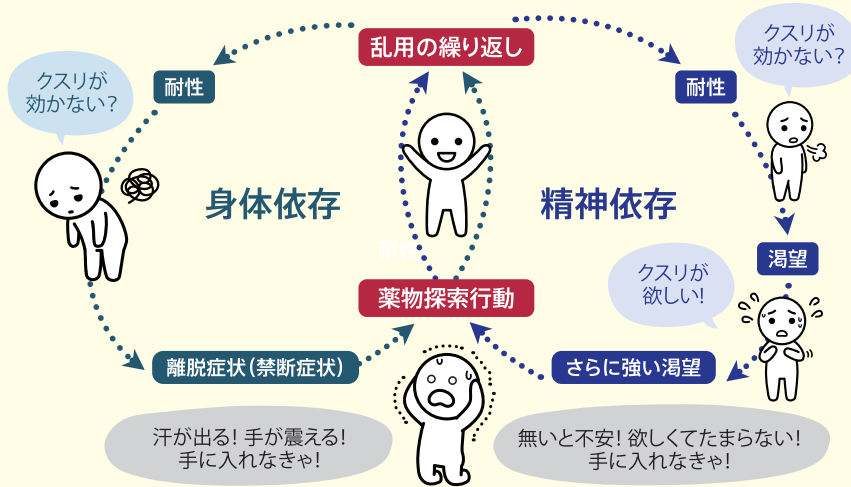 乱用の繰り返し
クスリが
効かない？
耐性
身体依存
離脱症状（禁断症状）
汗が出る！手が震える！
手に入れなきゃ！
耐性
クスリが
効かない？
精神依存
渇望
クスリが
欲しい！
さらに強い渇望
無いと不安！欲しくてたまらない！
手に入れなきゃ！
耐性
薬物探索行動